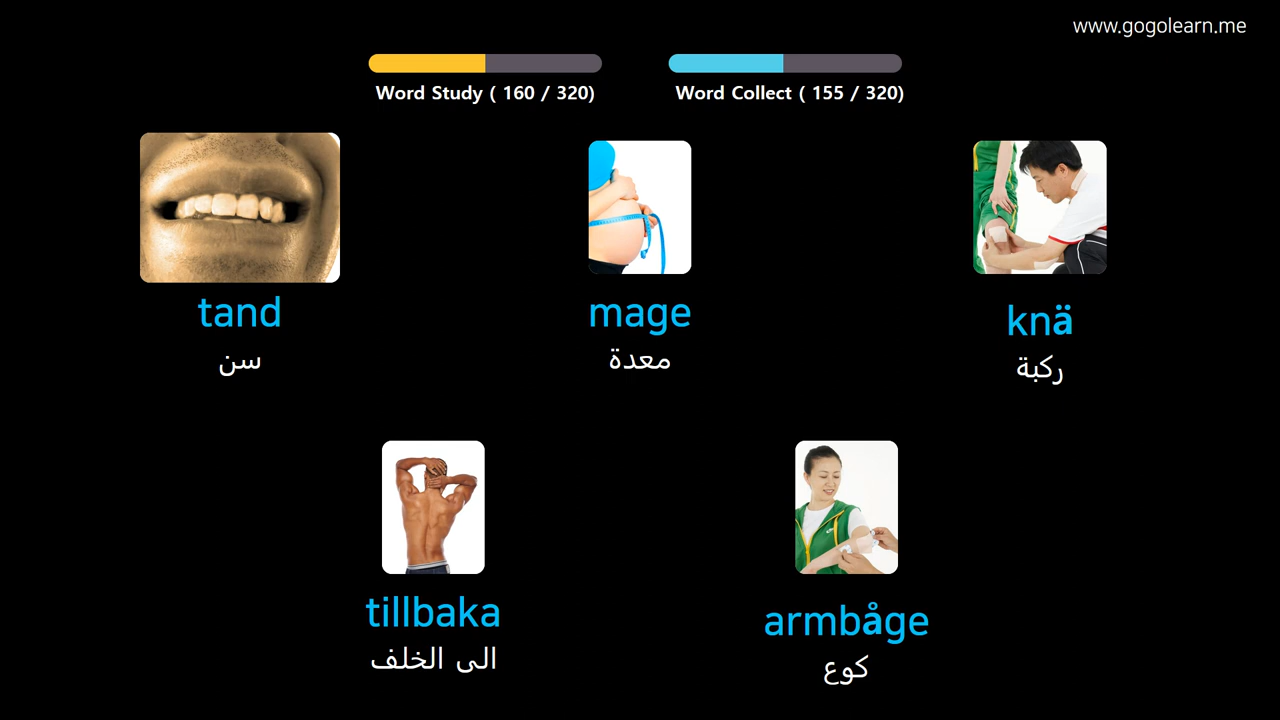 www.gogolearn.me
Word Study ( 160 / 320)
Word Collect ( 155 / 320)
tand
سن
mage
معدة
knä
ركبة
tillbaka
الى الخلف
armbåge
كوع